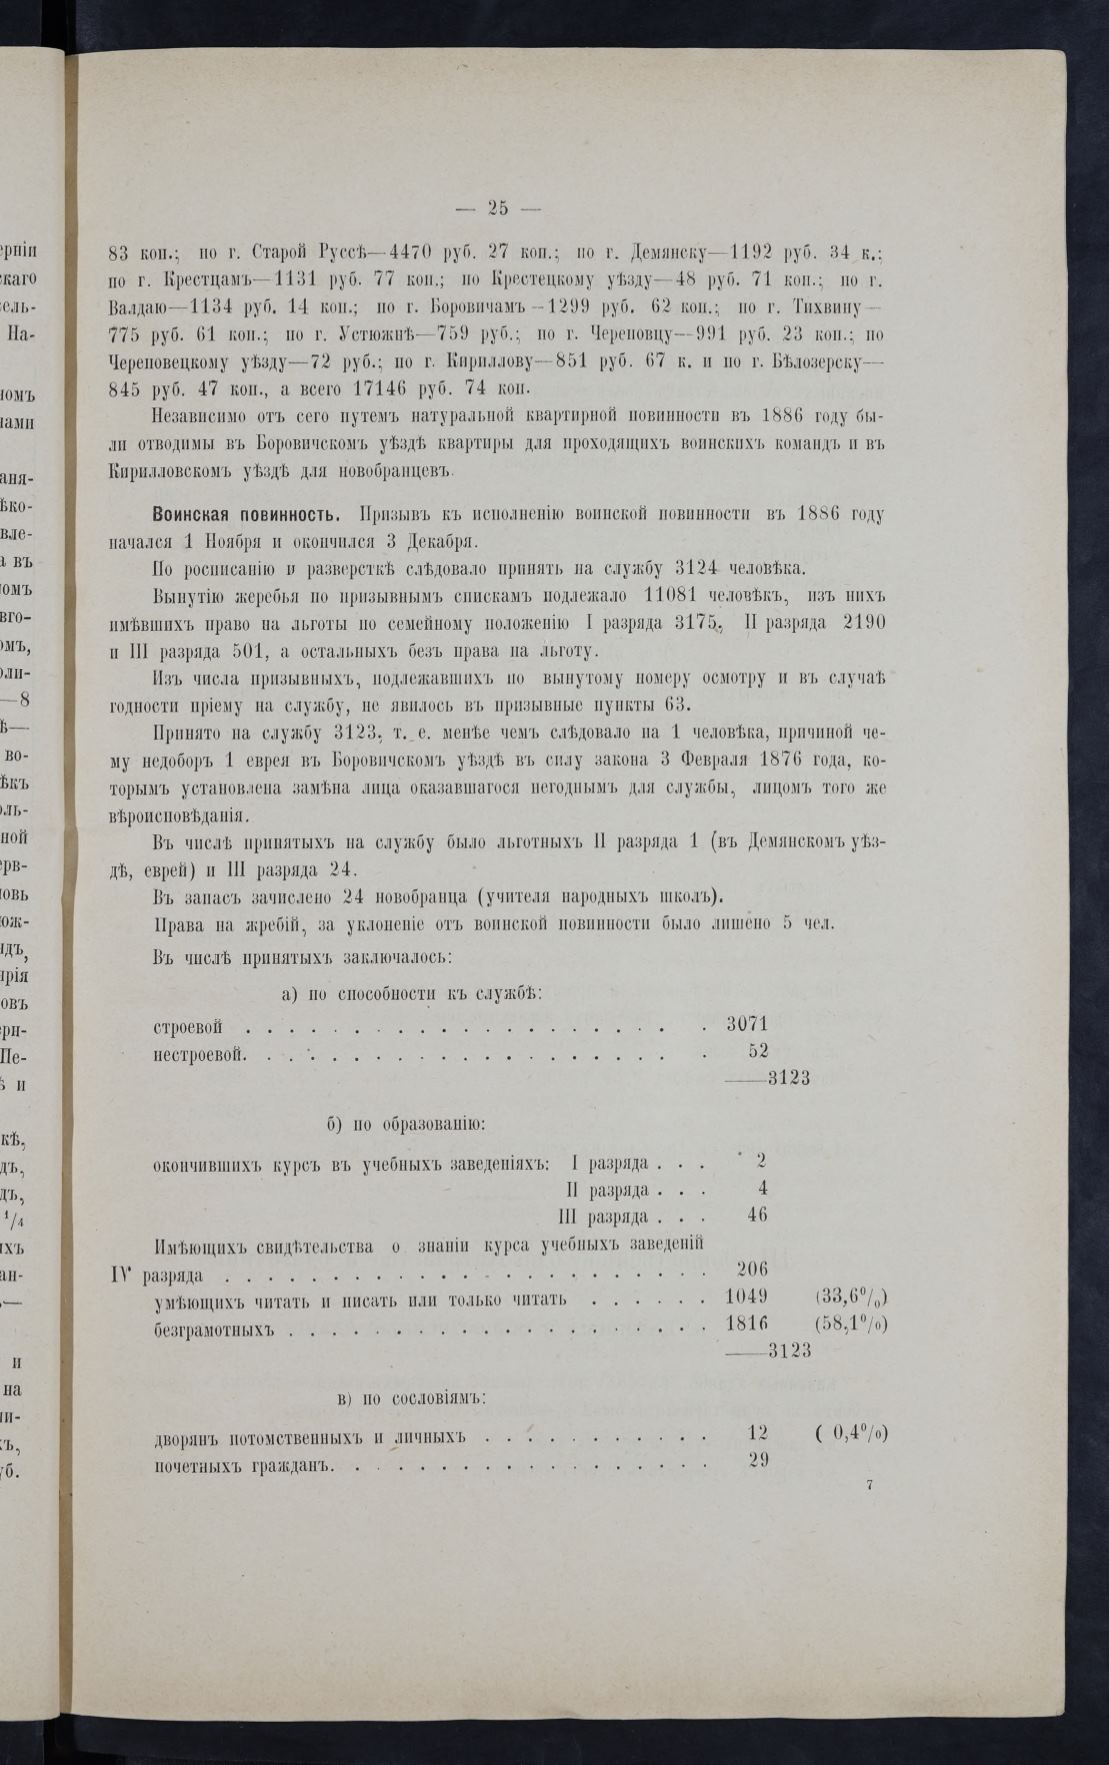 — 25 —
83 коп.; по г. Старой Руссѣ—4470 руб. 27 коп.; по г. Демянску—1192 руб. 34 к.;
по г. Крестцамъ—1131 руб. 77 коп.; по Крестецкому уѣзду—48 руб. 71 коп.; по г.
Валдаю—1134 руб. 14 коп.; по г. Боровичамъ—1299 руб. 62 коп.; по г. Тихвину—
775 руб. 61 коп.; по г. Устюжнѣ—759 руб.; по г. Череповцу—991 руб. 23 коп.; по
Череповецкому уѣзду—72 руб.; по г. Кириллову—851 руб. 67 к. и по г. Бѣлозерску—
845 руб. 47 коп., а всего 17146 руб. 74 коп.
Независимо отъ сего путемъ натуральной квартирной повинности въ 1886 году бы-
ли отводимы въ Боровичскомъ уѣздѣ квартиры для проходящихъ воинскихъ командъ и въ
Кирилловскомъ уѣздѣ для новобранцевъ.
Воинская повинность. Призывъ къ исполненію воинской повинности въ 1886 году
начался 1 Ноября и окончился 3 Декабря.
По росписанію и разверсткѣ слѣдовало принять на службу 3124 человѣка.
Вынутію жеребья по призывнымъ спискамъ подлежало 11081 человѣкъ, изъ нихъ
имѣвшихъ право на льготы по семейному положенію I разряда 3175, II разряда 2190
и III разряда 501, а остальныхъ безъ права на льготу.
Изъ числа призывныхъ, подлежавшихъ по вынутому номеру осмотру и въ случаѣ
годности пріему на службу, не явилось въ призывные пункты 63.
Принято на службу 3123, т. е. менѣе чемъ слѣдовало на 1 человѣка, причиной че-
му недоборъ 1 еврея въ Боровичскомъ уѣздѣ въ силу закона 3 Февраля 1876 года, ко-
торымъ установлена замѣна лица оказавшагося негоднымъ для службы, лицомъ того же
вѣроисповѣданія.
Въ числѣ принятыхъ на службу было льготныхъ II разряда 1 (въ Демянскомъ уѣз-
дѣ, еврей) и III разряда 24.
Въ запасъ зачислено 24 новобранца (учителя народныхъ школъ).
Права на жребій, за уклоненіе отъ воинской повинности было лишено 5 чел.
Въ числѣ принятыхъ заключалось:
а) по способности къ службѣ:
строевой . . . . . . . . . . . . . . . . . . . . . . 3071
нестроевой. . . . . . . . . . . . . . . . . . . . . 52
——3123
б) по образованію:
окончившихъ курсъ въ учебныхъ заведеніяхъ: I разряда . . . 2
II разряда . . . 4
III разряда . . . 46
Имѣющихъ свидѣтельства о знаніи курса учебныхъ заведеній
IV разряда . . . . . . . . . . . . . . . . . . . . . . . 206
умѣющихъ читать и писать или только читать . . . . . . 1049 (33,6%)
безграмотныхъ . . . . . . . . . . . . . . . . . . . . 1816 (58,1%)
——3123
в) по сословіямъ:
дворянъ потомственныхъ и личныхъ . . . . . . . . . . . 12 ( 0,4%)
почетныхъ гражданъ. . . . . . . . . . . . . . . . . . 29
7